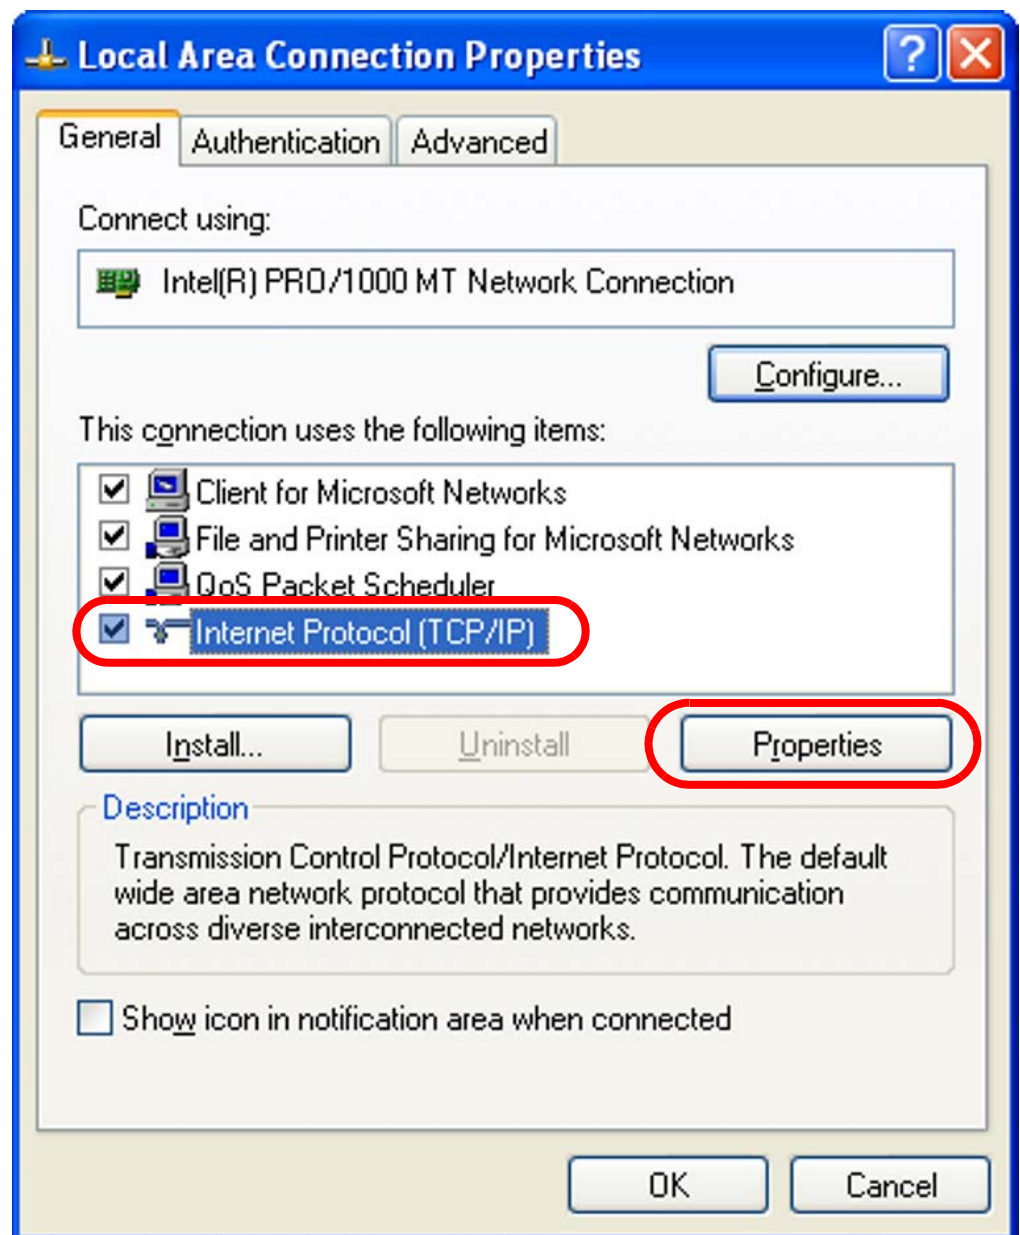 Local Area Connection Properties
?
General Authentication Advanced
Connect using:
Intel(R) PRO/1000 MT Network Connection
Configure...
This connection uses the following items:
Client for Microsoft Networks
File and Printer Sharing for Microsoft Networks
QoS Packet Scheduler
Internet Protocol (TCP/IP)
Install... Uninstall Properties
Description
Transmission Control Protocol/Internet Protocol. The default
wide area network protocol that provides communication
across diverse interconnected networks.
Show icon in notification area when connected
OK Cancel